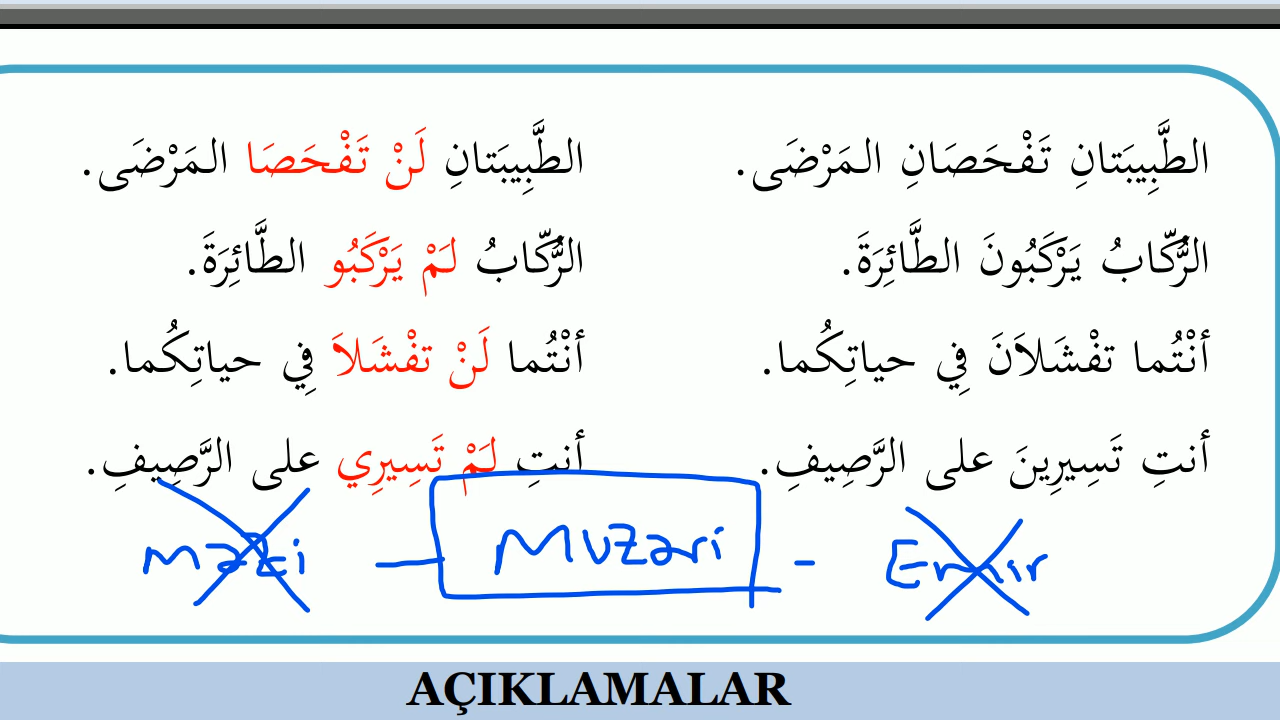 الطَّبِيبَتانِ تَفْحَصَانِ المَرْضَى. الطَّبِيبَتانِ لَنْ تَفْحَصَا المَرْضَى.
الرُّكّابُ يَرْكَبُونَ الطَّائِرَةَ. الرُّكّابُ لَمْ يَرْكَبُو الطَّائِرَةَ.
أنْتُما تفْشَلاَنَ فِي حياتِكُما. أنْتُما لَنْ تفْشَلاَ فِي حياتِكُما.
أنتِ تَسِيرِينَ على الرَّصِيفِ. أنتِ لَمْ تَسِيرِي على الرَّصِيفِ.
mazi - Muzari - Emir
AÇIKLAMALAR